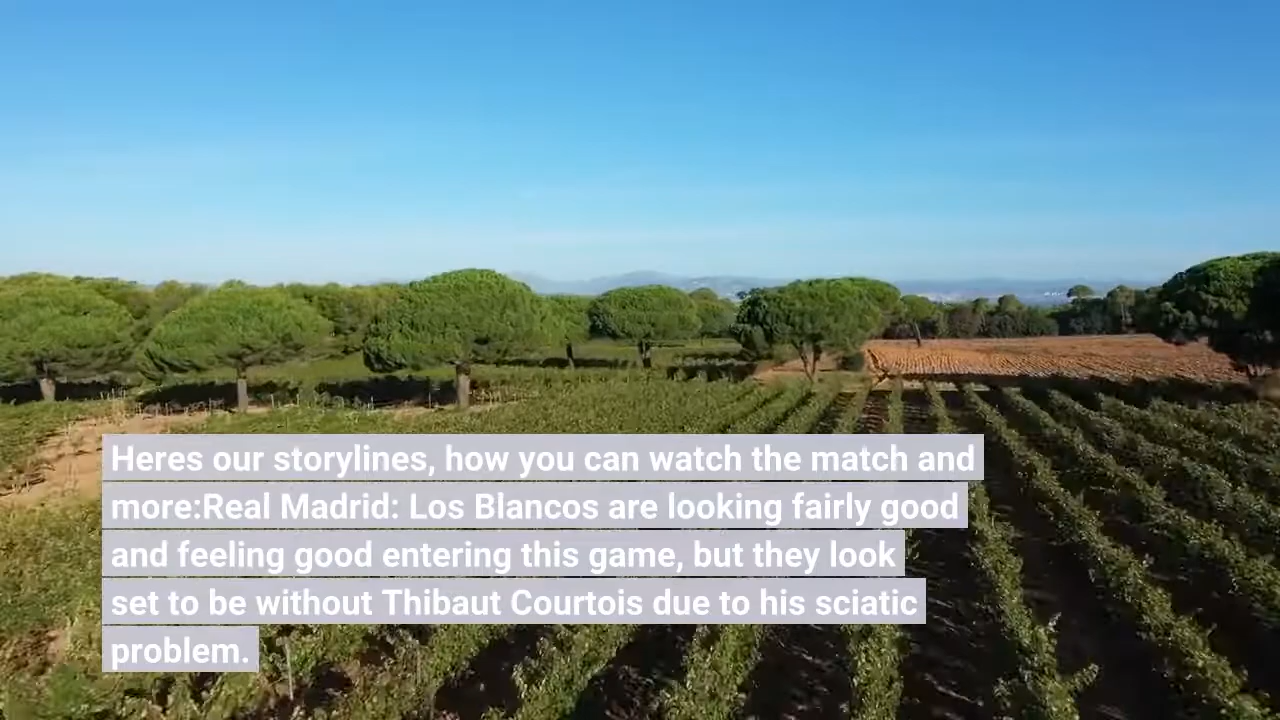 Heres our storylines, how you can watch the match and
more:Real Madrid: Los Blancos are looking fairly good
and feeling good entering this game, but they look
set to be without Thibaut Courtois due to his sciatic
problem.